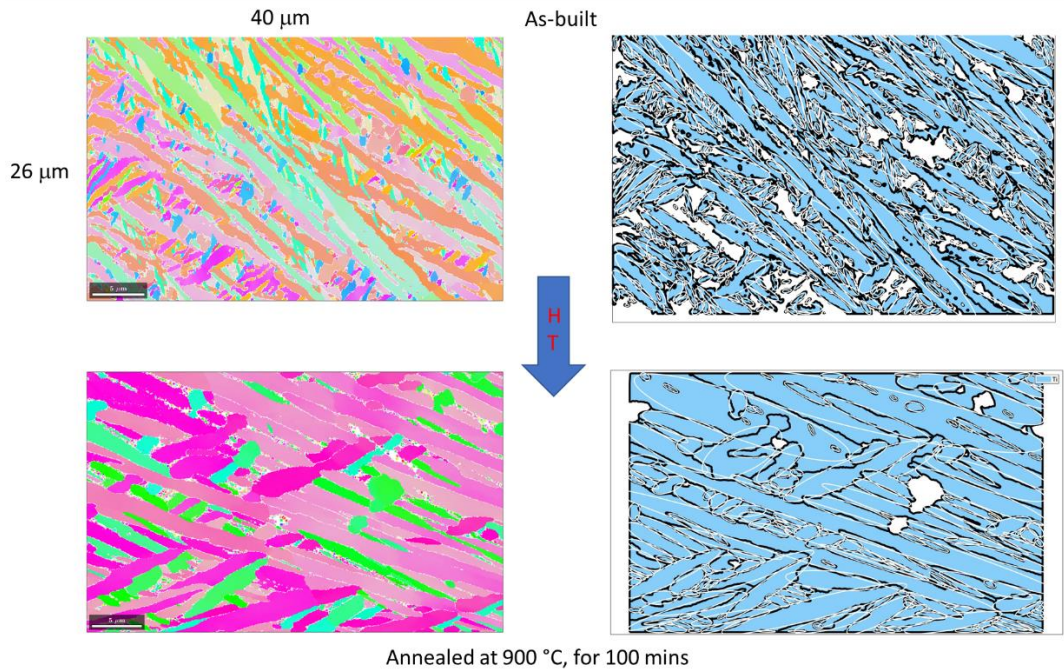 40 μm
As-built
26 μm
5 μm
H
T
Ti
5 μm
Annealed at 900 °C, for 100 mins